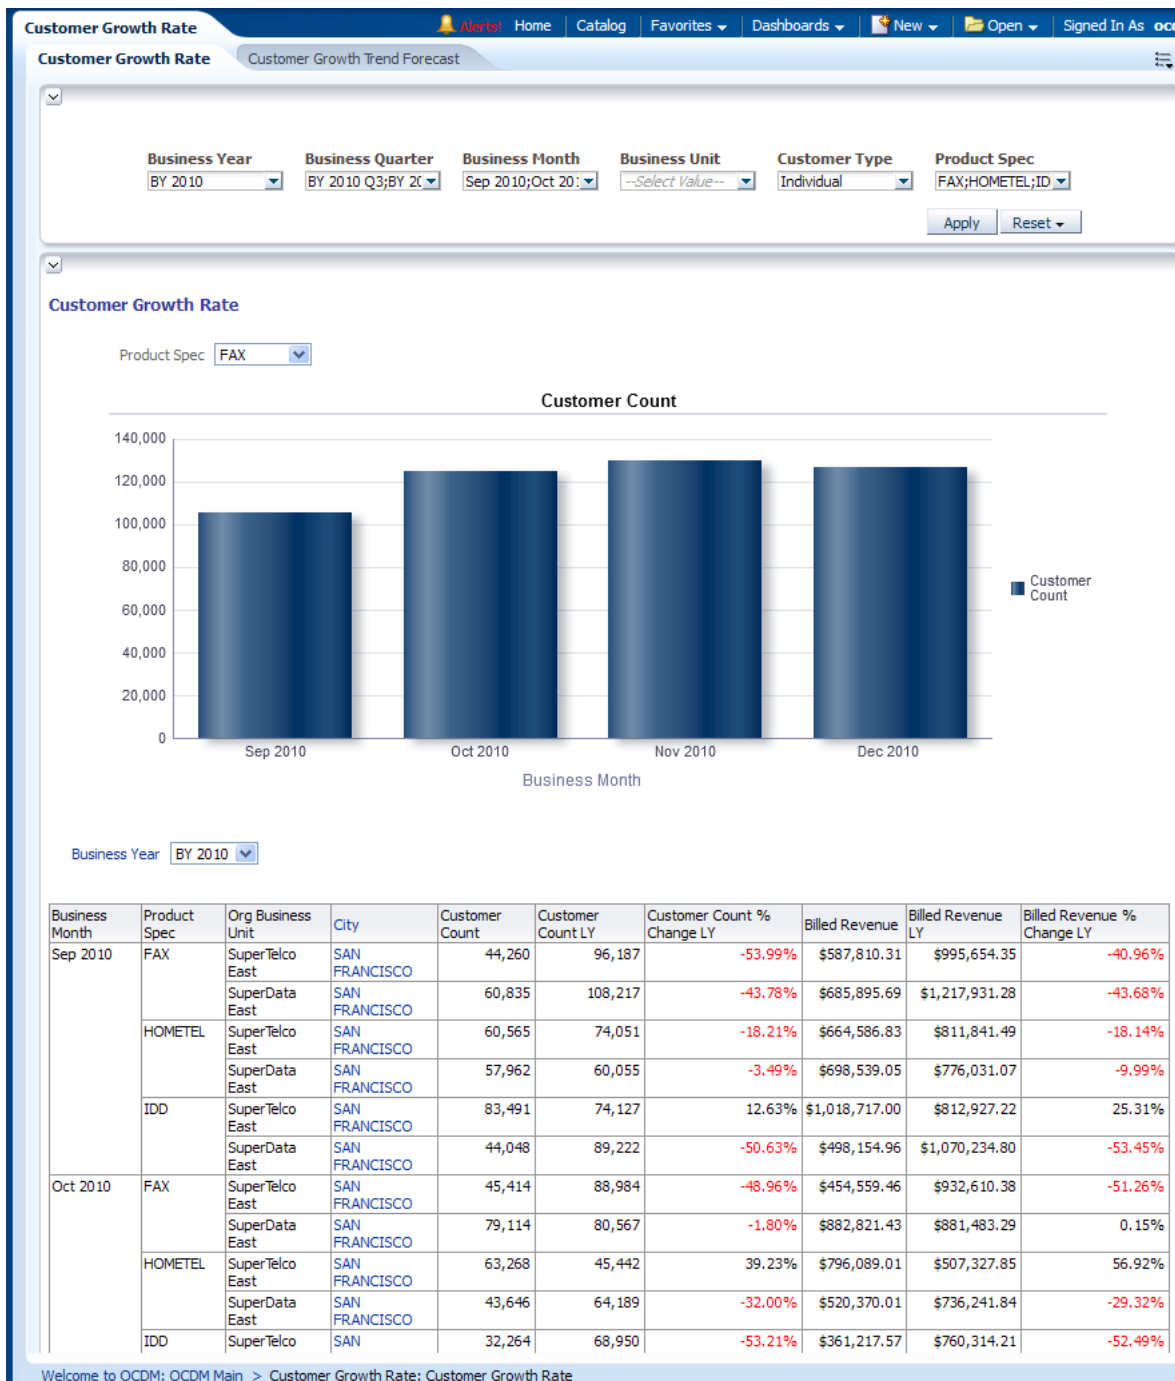 Customer Growth Rate
Alerts! Home Catalog Favorites Dashboards New Open Signed In As
Customer Growth Rate Customer Growth Trend Forecast
Business Year Business Quarter Business Month Business Unit Customer Type Product Spec
BY 2010 BY 2010 Q3;BY Sep 2010;Oct --Select Value-- Individual FAX;HOMETEL;ID
Apply Reset
Customer Growth Rate
Product Spec FAX
Customer Count
140,000
120,000
100,000
80,000
60,000
40,000
20,000
0
Customer
Count
Sep 2010 Oct 2010 Nov 2010 Dec 2010
Business Month
Business Year BY 2010
Business Month Product Spec Org Business Unit City Customer Count Customer Count LY Customer Count % Change LY Billed Revenue Billed Revenue LY Billed Revenue % Change LY
Sep 2010 FAX SuperTelco East SAN FRANCISCO 44,260 96,187 -53.99% $587,810.31 $995,654.35 -40.96%
SuperData East SAN FRANCISCO 60,835 108,217 -43.78% $685,895.69 $1,217,931.28 -43.68%
HOMETEL SuperTelco East SAN FRANCISCO 60,565 74,051 -18.21% $664,586.83 $811,841.49 -18.14%
SuperData East SAN FRANCISCO 57,962 60,055 -3.49% $698,539.05 $776,031.07 -9.99%
IDD SuperTelco East SAN FRANCISCO 83,491 74,127 12.63% $1,018,717.00 $812,927.22 25.31%
SuperData East SAN FRANCISCO 44,048 89,222 -50.63% $498,154.96 $1,070,234.80 -53.45%
Oct 2010 FAX SuperTelco East SAN FRANCISCO 45,414 88,984 -48.96% $454,559.46 $932,610.38 -51.26%
SuperData East SAN FRANCISCO 79,114 80,567 -1.80% $882,821.43 $881,483.29 0.15%
HOMETEL SuperTelco East SAN FRANCISCO 63,268 45,442 39.23% $796,089.01 $507,327.85 56.92%
SuperData East SAN FRANCISCO 43,646 64,189 -32.00% $520,370.01 $736,241.84 -29.32%
IDD SuperTelco SAN 32,264 68,950 -53.21% $361,217.57 $760,314.21 -52.49%
Welcome to OCDM: OCDM Main > Customer Growth Rate: Customer Growth Rate